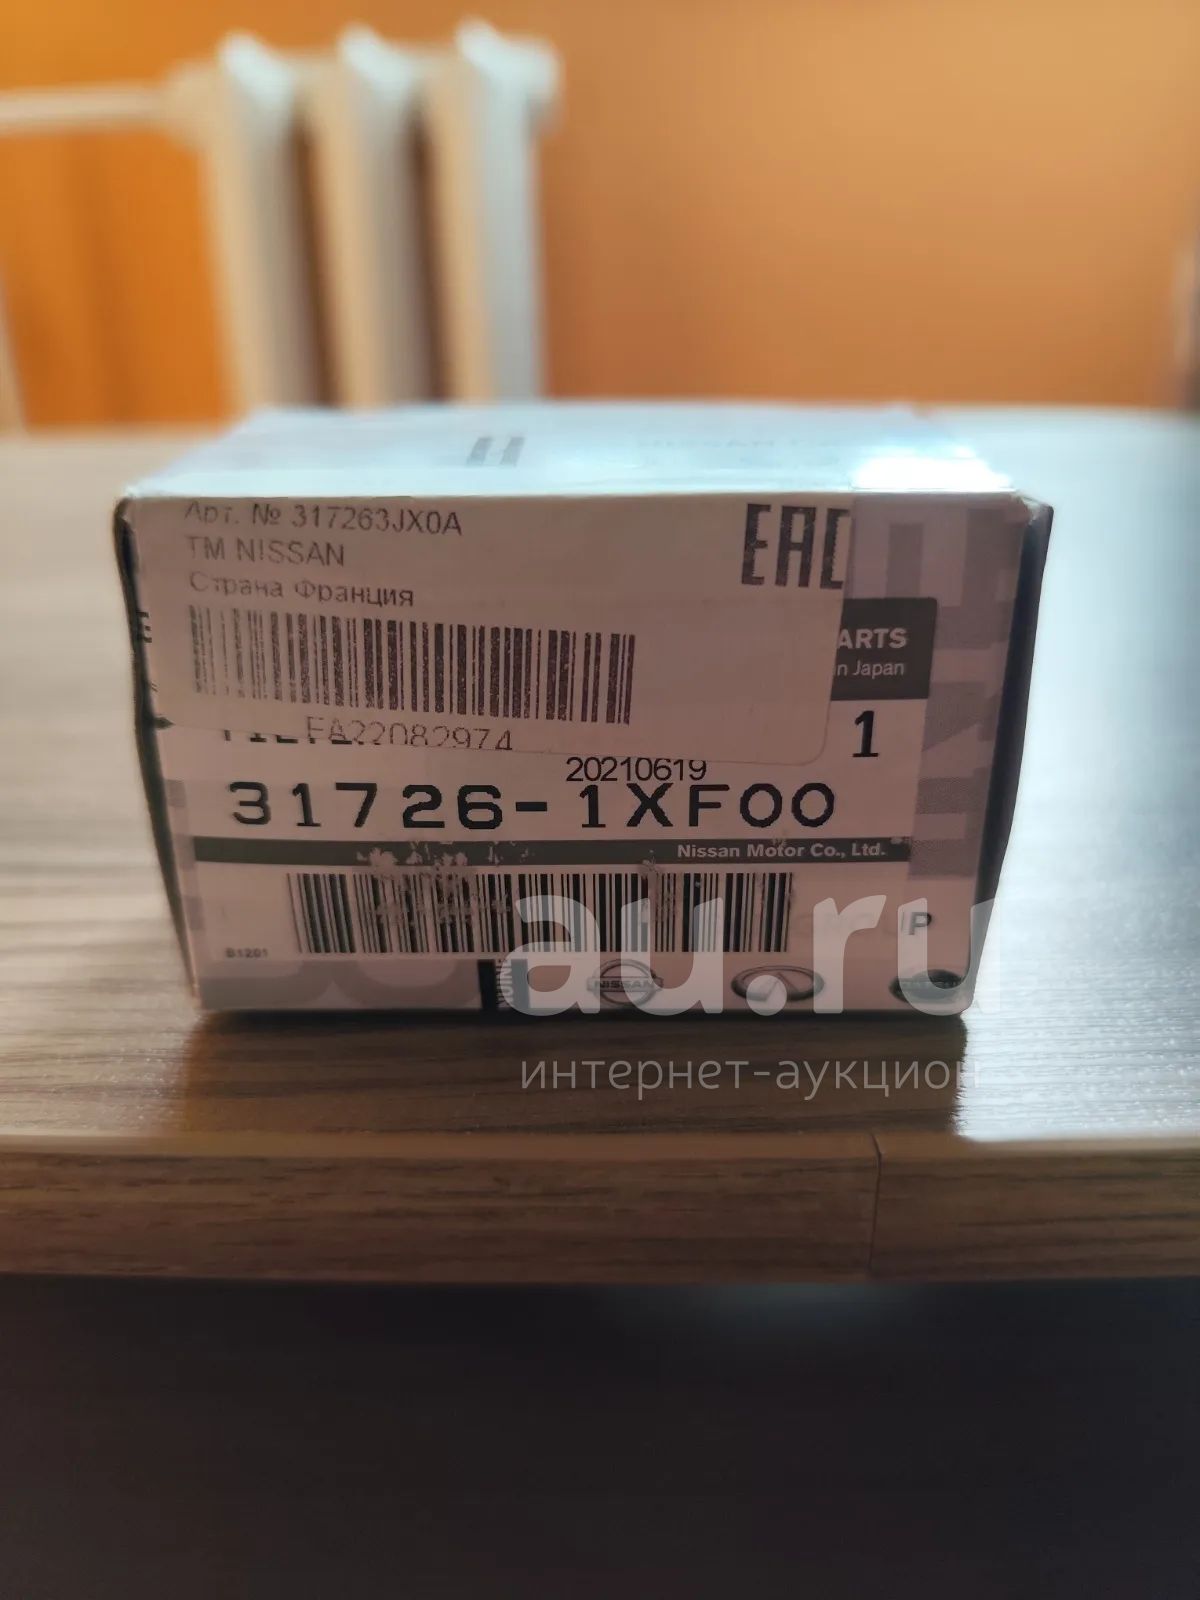 Арт. № 317263JX0A
TM NISSAN
Страна Франция
EAC
ARTS
n Japan
FA22082974
1
20210619
31726-1XF00
Nissan Motor Co., Ltd.
JP
B1201
NISSAN
au.ru
интернет-аукцион